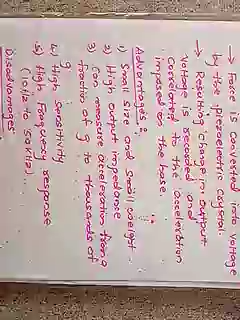 → Force is converted into voltage
by the piezoelectric crystal.
→ Resulting change in output
voltage is recorded and
correlated to the acceleration
imposed on the base.
Advantages:
1) Small size and small weight.
2) High output impedance
3) Can measure acceleration from a
fraction of g to thousands of
g.
4) High sensitivity
5) High frequency response
(10Hz to 50kHz).
Disadvantages